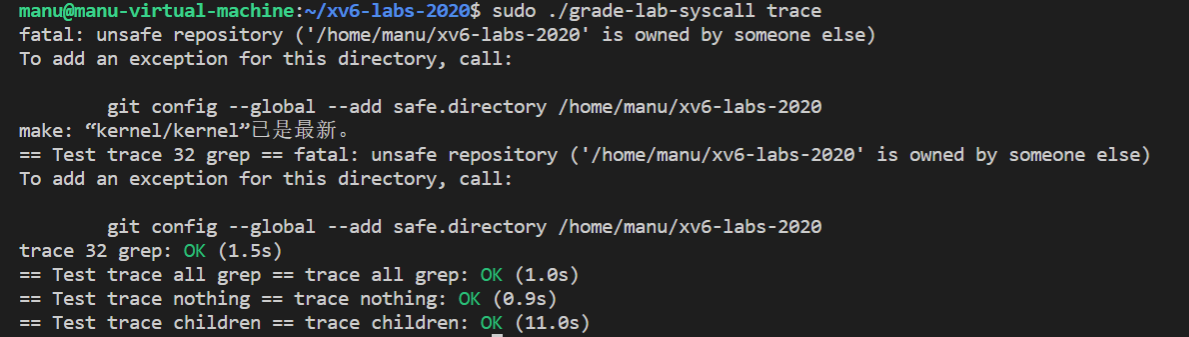 manu@manu-virtual-machine:~/xv6-labs-2020$ sudo ./grade-lab-syscall trace
fatal: unsafe repository ('/home/manu/xv6-labs-2020' is owned by someone else)
To add an exception for this directory, call:
        git config --global --add safe.directory /home/manu/xv6-labs-2020
make: “kernel/kernel”已是最新。
== Test trace 32 grep == fatal: unsafe repository ('/home/manu/xv6-labs-2020' is owned by someone else)
To add an exception for this directory, call:
        git config --global --add safe.directory /home/manu/xv6-labs-2020
trace 32 grep: OK (1.5s)
== Test trace all grep == trace all grep: OK (1.0s)
== Test trace nothing == trace nothing: OK (0.9s)
== Test trace children == trace children: OK (11.0s)